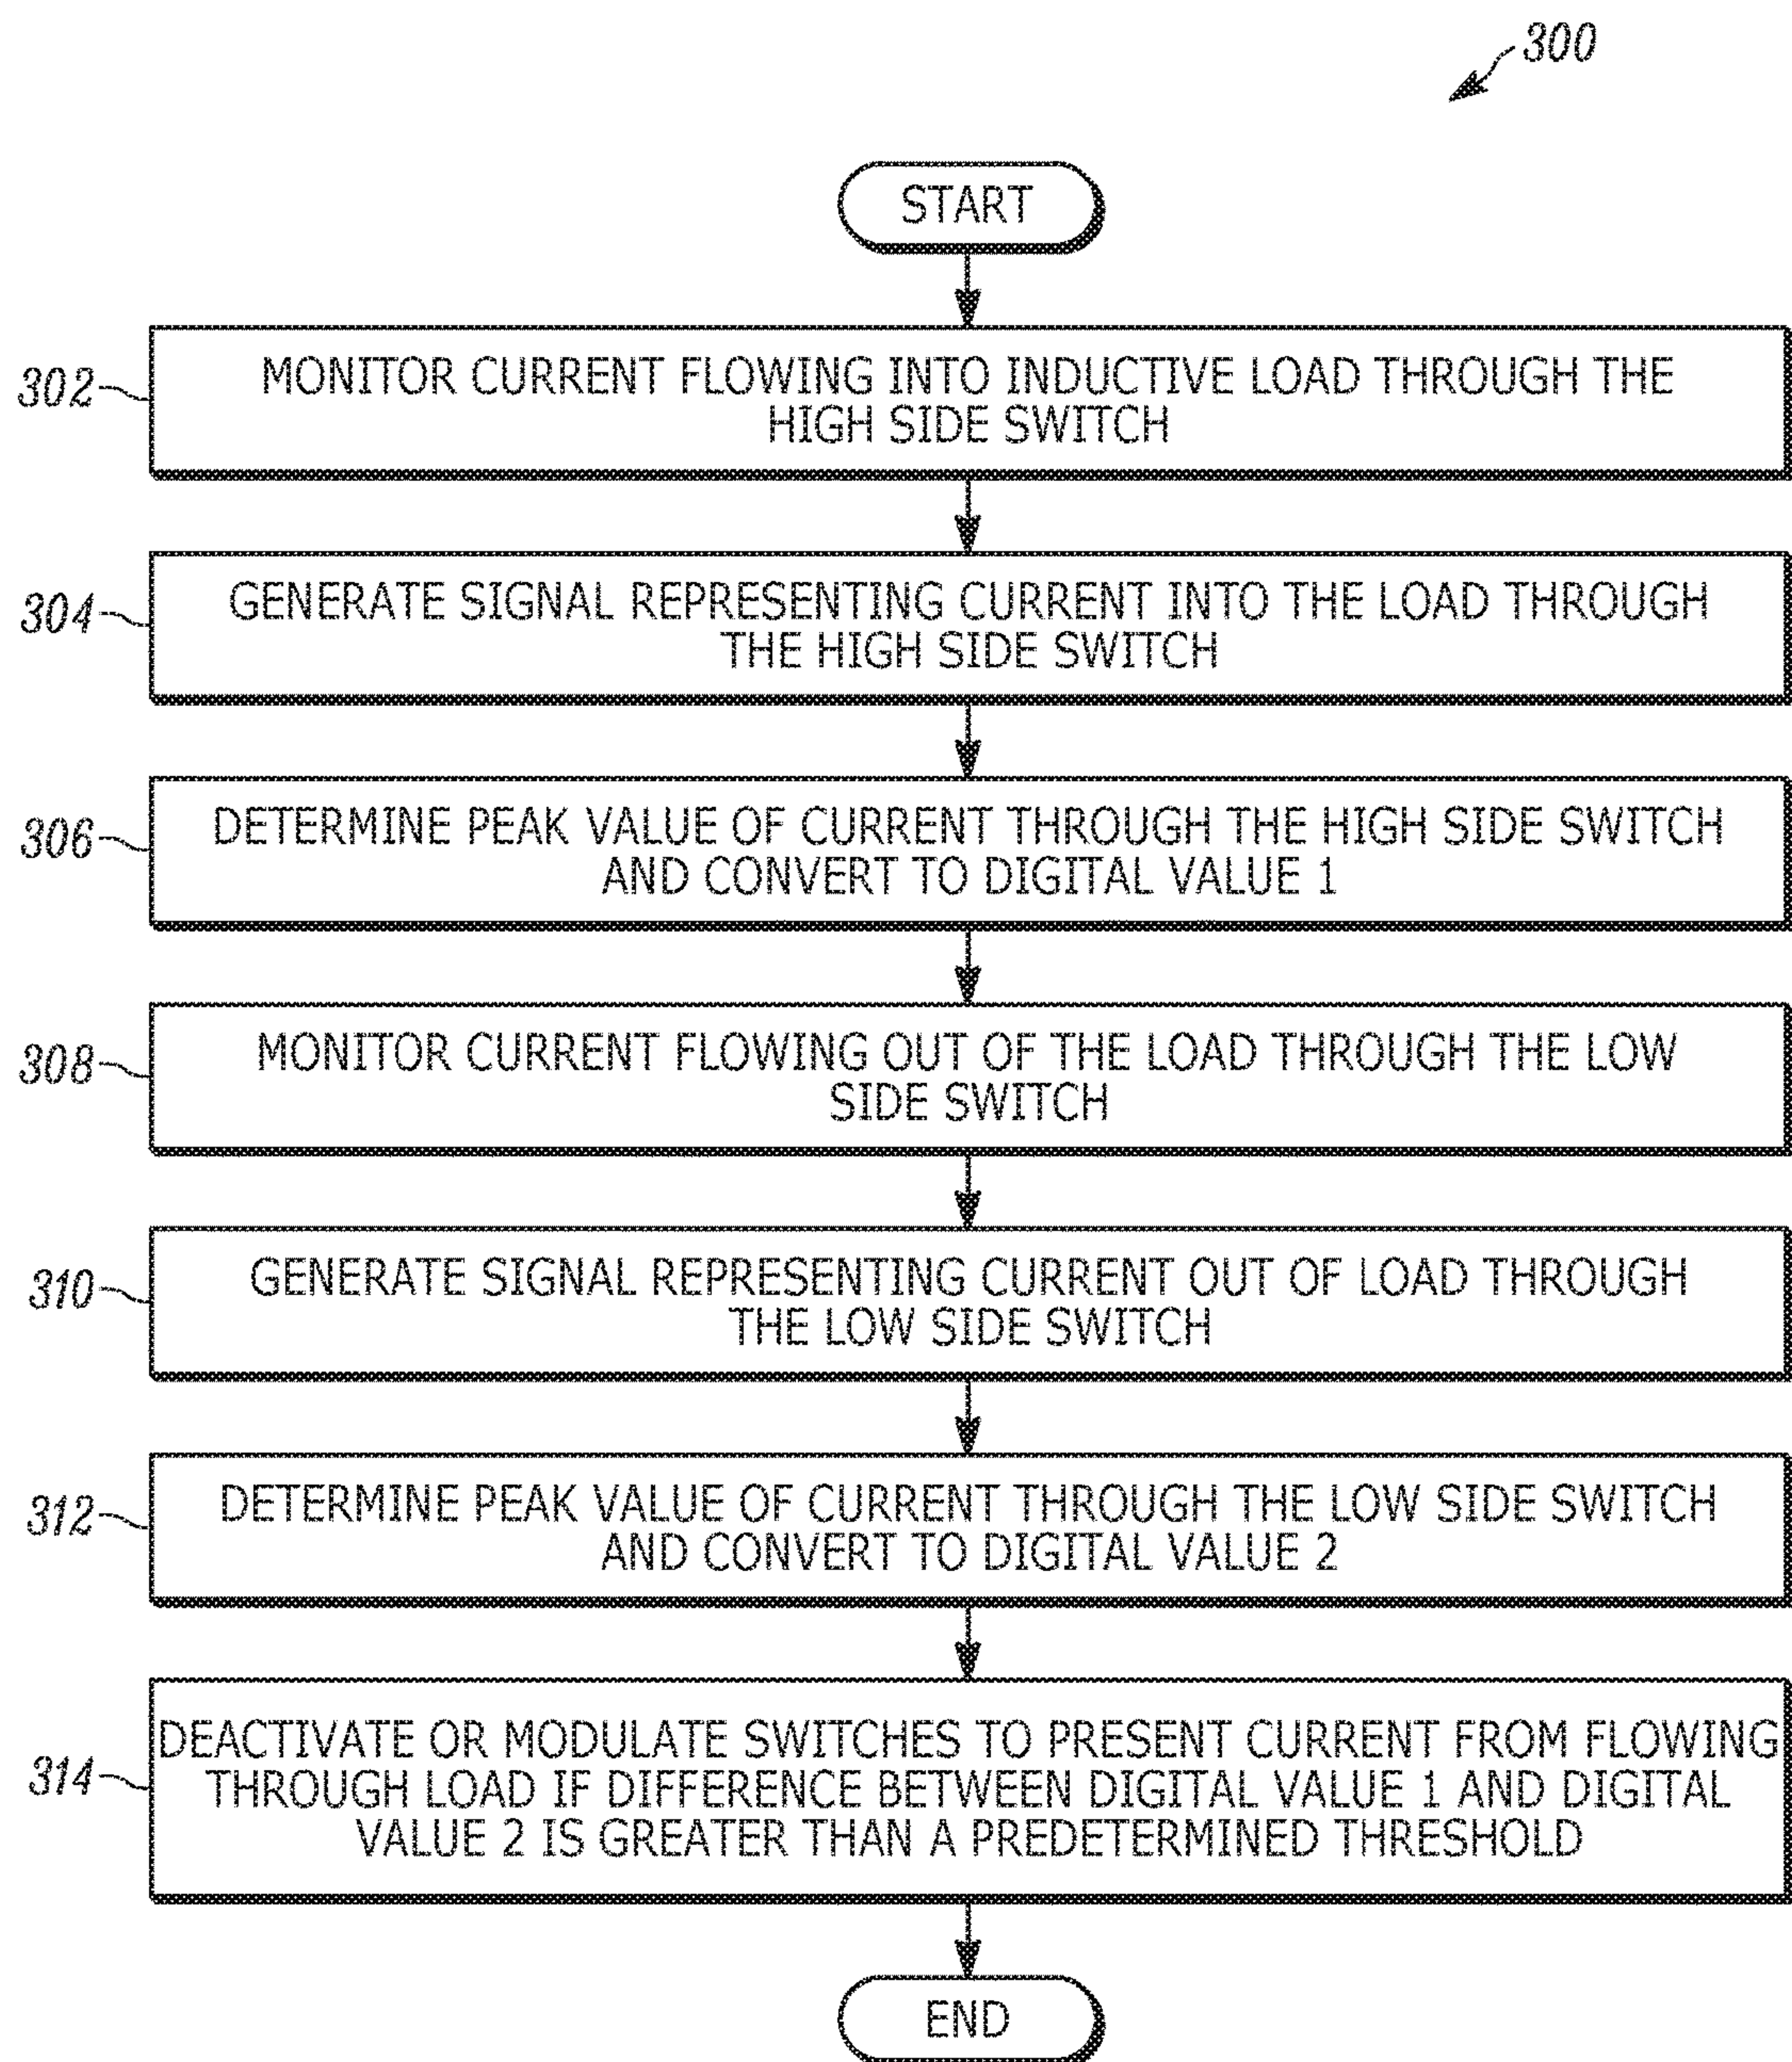 300
START
302
MONITOR CURRENT FLOWING INTO INDUCTIVE LOAD THROUGH THE
HIGH SIDE SWITCH
304
GENERATE SIGNAL REPRESENTING CURRENT INTO THE LOAD THROUGH
THE HIGH SIDE SWITCH
306
DETERMINE PEAK VALUE OF CURRENT THROUGH THE HIGH SIDE SWITCH
AND CONVERT TO DIGITAL VALUE 1
308
MONITOR CURRENT FLOWING OUT OF THE LOAD THROUGH THE LOW
SIDE SWITCH
310
GENERATE SIGNAL REPRESENTING CURRENT OUT OF LOAD THROUGH
THE LOW SIDE SWITCH
312
DETERMINE PEAK VALUE OF CURRENT THROUGH THE LOW SIDE SWITCH
AND CONVERT TO DIGITAL VALUE 2
314
DEACTIVATE OR MODULATE SWITCHES TO PRESENT CURRENT FROM FLOWING
THROUGH LOAD IF DIFFERENCE BETWEEN DIGITAL VALUE 1 AND DIGITAL
VALUE 2 IS GREATER THAN A PREDETERMINED THRESHOLD
END